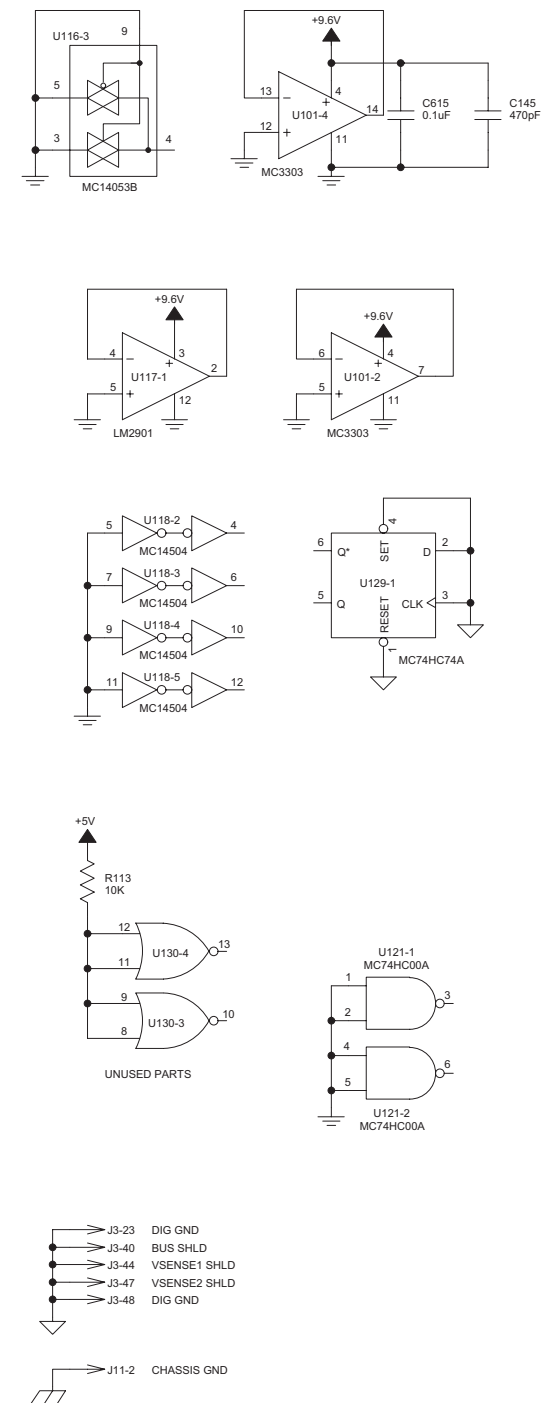 U116-3
9
5
3
4
MC14053B
+9.6V
13
4
14
12
U101-4
11
MC3303
C615
0.1uF
C145
470pF
+9.6V
4
3
2
U117-1
5
12
LM2901
+9.6V
6
4
7
U101-2
5
11
MC3303
5
U118-2
4
MC14504
7
U118-3
6
MC14504
9
U118-4
10
MC14504
11
U118-5
12
MC14504
4
SET
6
Q*
D
2
U129-1
5
Q
CLK
3
RESET
1
MC74HC74A
+5V
R113
10K
12
11
U130-4
13
9
8
U130-3
10
UNUSED PARTS
U121-1
MC74HC00A
1
2
3
4
5
6
U121-2
MC74HC00A
J3-23 DIG GND
J3-40 BUS SHLD
J3-44 VSENSE1 SHLD
J3-47 VSENSE2 SHLD
J3-48 DIG GND
J11-2 CHASSIS GND